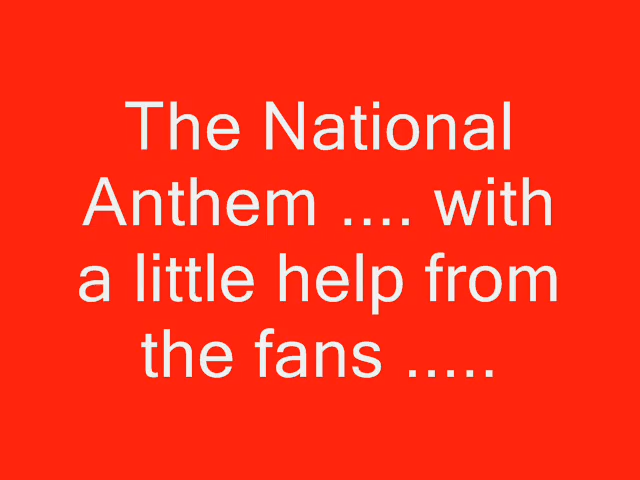 The National
Anthem .... with
a little help from
the fans .....